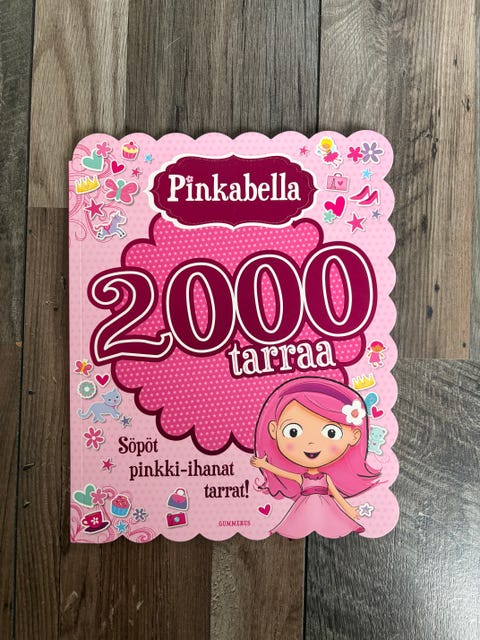 Pinkabella
2000
tarraa
Söpöt
pinkki-ihanat
tarrat!
GUMMERUS